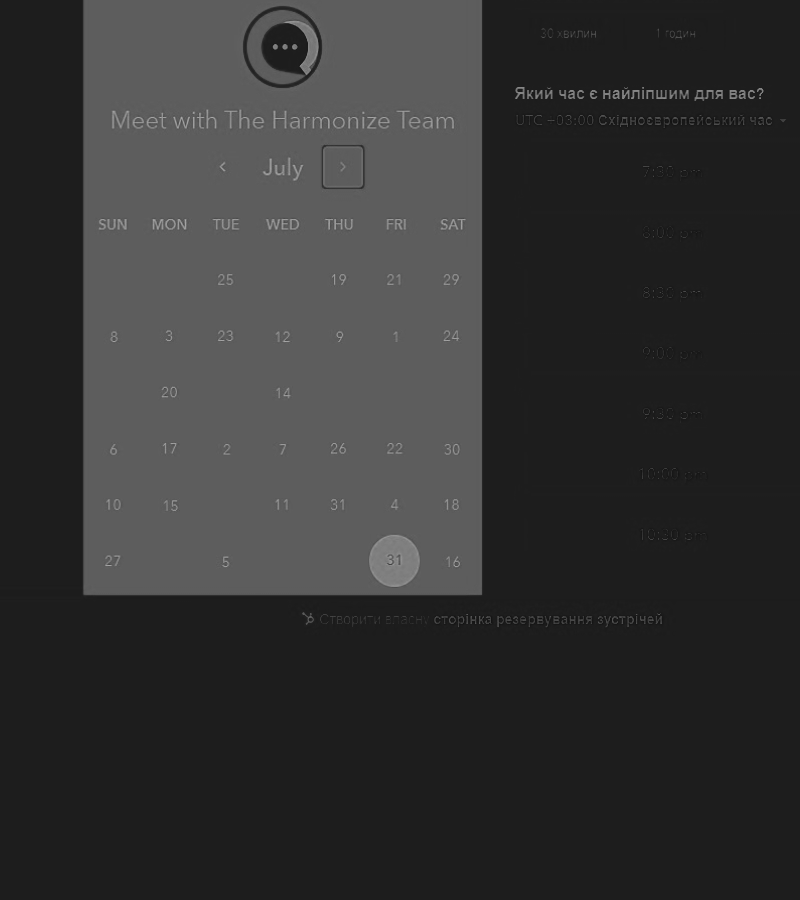 30 хвилин 1 годин
Який час є найліпшим для вас?
UTC −03:00 Східноєвропейський час
Meet with The Harmonize Team
July
SUN MON TUE WED THU FRI SAT
25 19 21 29
8 3 23 12 9 1 24
20 14
6 17 2 7 26 22 30
10 15 11 31 4 18
27 5 31 16
7:30 pm
8:00 pm
8:30 pm
9:00 pm
9:30 pm
10:00 pm
10:30 pm
Створити власну сторінка резервування зустрічей